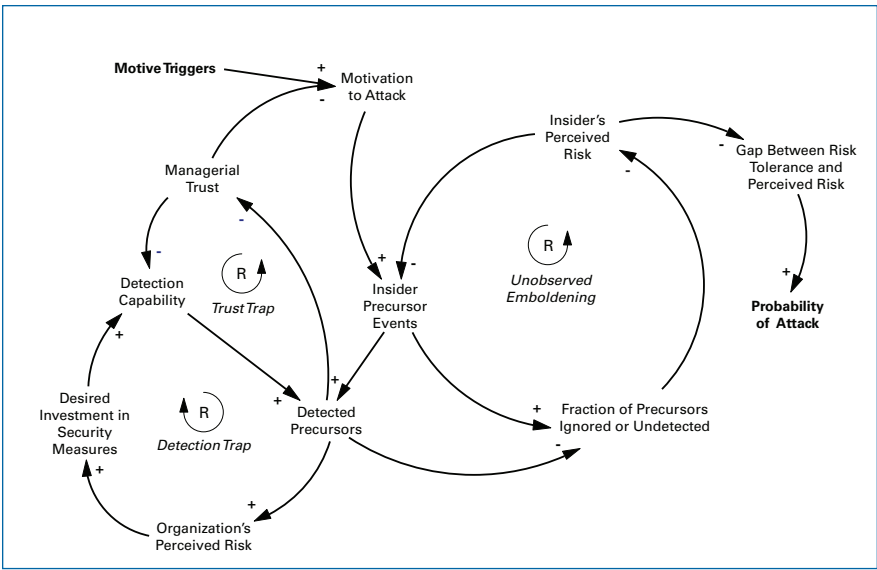 Motive Triggers
+
-
Motivation
to Attack
Insider's
Perceived
Risk
-
Gap Between Risk
Tolerance and
Perceived Risk
Managerial
Trust
-
-
-
R
Trust Trap
Detection
Capability
+
+
-
Insider
Precursor
Events
R
Unobserved
Emboldening
+
Probability
of Attack
+
Desired
Investment in
Security
Measures
R
Detection Trap
+
+
Detected
Precursors
+
-
Fraction of Precursors
Ignored or Undetected
+
+
Organization's
Perceived Risk